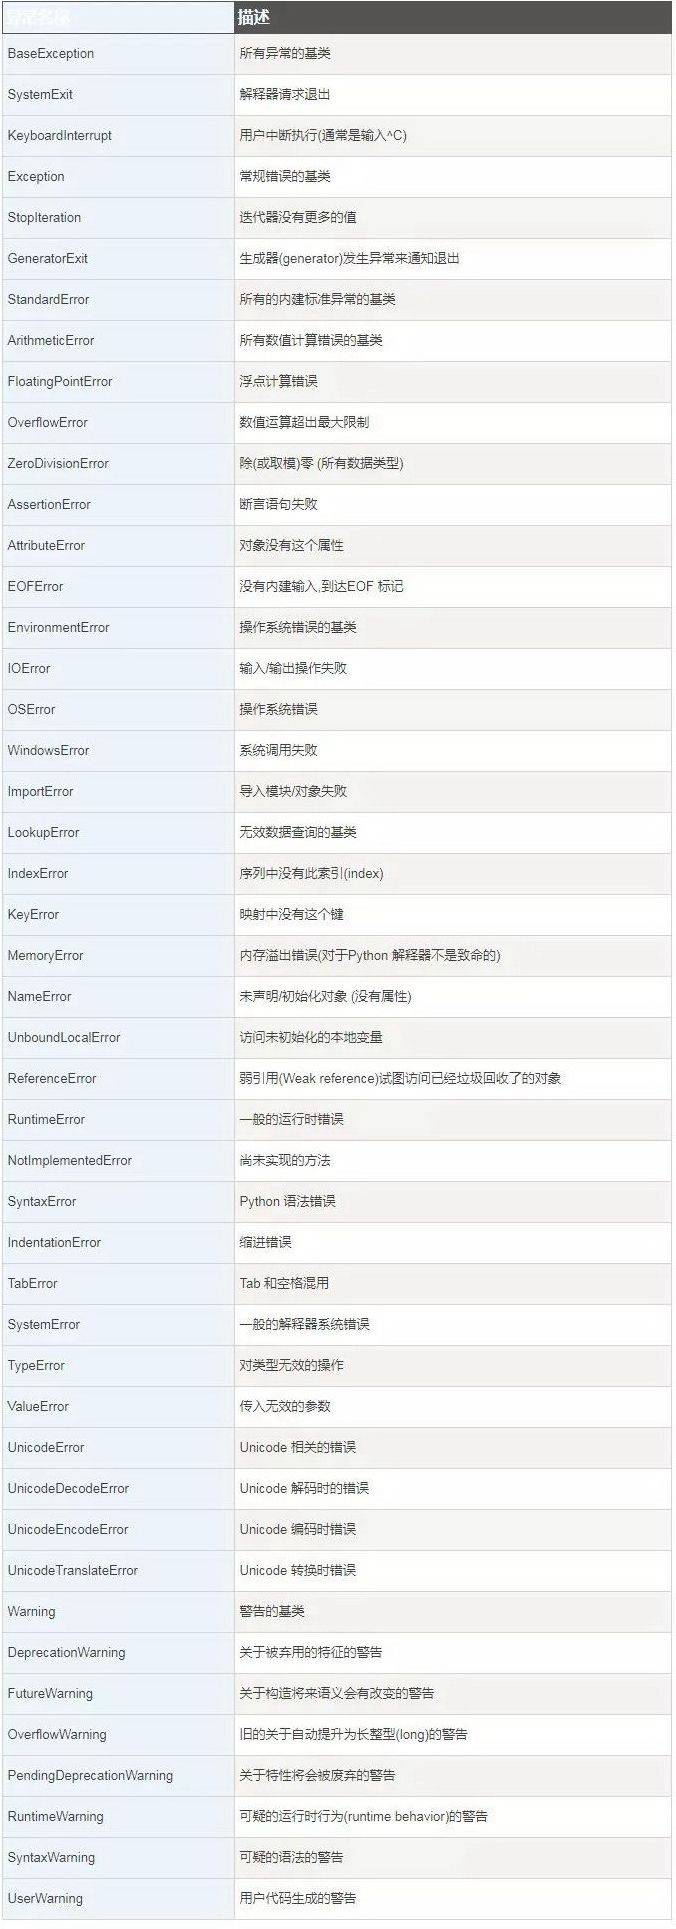 异常名称 描述
BaseException 所有异常的基类
SystemExit 解释器请求退出
KeyboardInterrupt 用户中断执行(通常是输入^C)
Exception 常规错误的基类
StopIteration 迭代器没有更多的值
GeneratorExit 生成器(generator)发生异常来通知退出
StandardError 所有的内建标准异常的基类
ArithmeticError 所有数值计算错误的基类
FloatingPointError 浮点计算错误
OverflowError 数值运算超出最大限制
ZeroDivisionError 除(或取模)零 (所有数据类型)
AssertionError 断言语句失败
AttributeError 对象没有这个属性
EOFError 没有内建输入,到达EOF 标记
EnvironmentError 操作系统错误的基类
IOError 输入/输出操作失败
OSError 操作系统错误
WindowsError 系统调用失败
ImportError 导入模块/对象失败
LookupError 无效数据查询的基类
IndexError 序列中没有此索引(index)
KeyError 映射中没有这个键
MemoryError 内存溢出错误(对于Python 解释器不是致命的)
NameError 未声明/初始化对象 (没有属性)
UnboundLocalError 访问未初始化的本地变量
ReferenceError 弱引用(Weak reference)试图访问已经垃圾回收了的对象
RuntimeError 一般的运行时错误
NotImplementedError 尚未实现的方法
SyntaxError Python 语法错误
IndentationError 缩进错误
TabError Tab 和空格混用
SystemError 一般的解释器系统错误
TypeError 对类型无效的操作
ValueError 传入无效的参数
UnicodeError Unicode 相关的错误
UnicodeDecodeError Unicode 解码时的错误
UnicodeEncodeError Unicode 编码时错误
UnicodeTranslateError Unicode 转换时错误
Warning 警告的基类
DeprecationWarning 关于被弃用的特征的警告
FutureWarning 关于构造将来语义会有改变的警告
OverflowWarning 旧的关于自动提升为长整型(long)的警告
PendingDeprecationWarning 关于特性将会被废弃的警告
RuntimeWarning 可疑的运行时行为(runtime behavior)的警告
SyntaxWarning 可疑的语法的警告
UserWarning 用户代码生成的警告